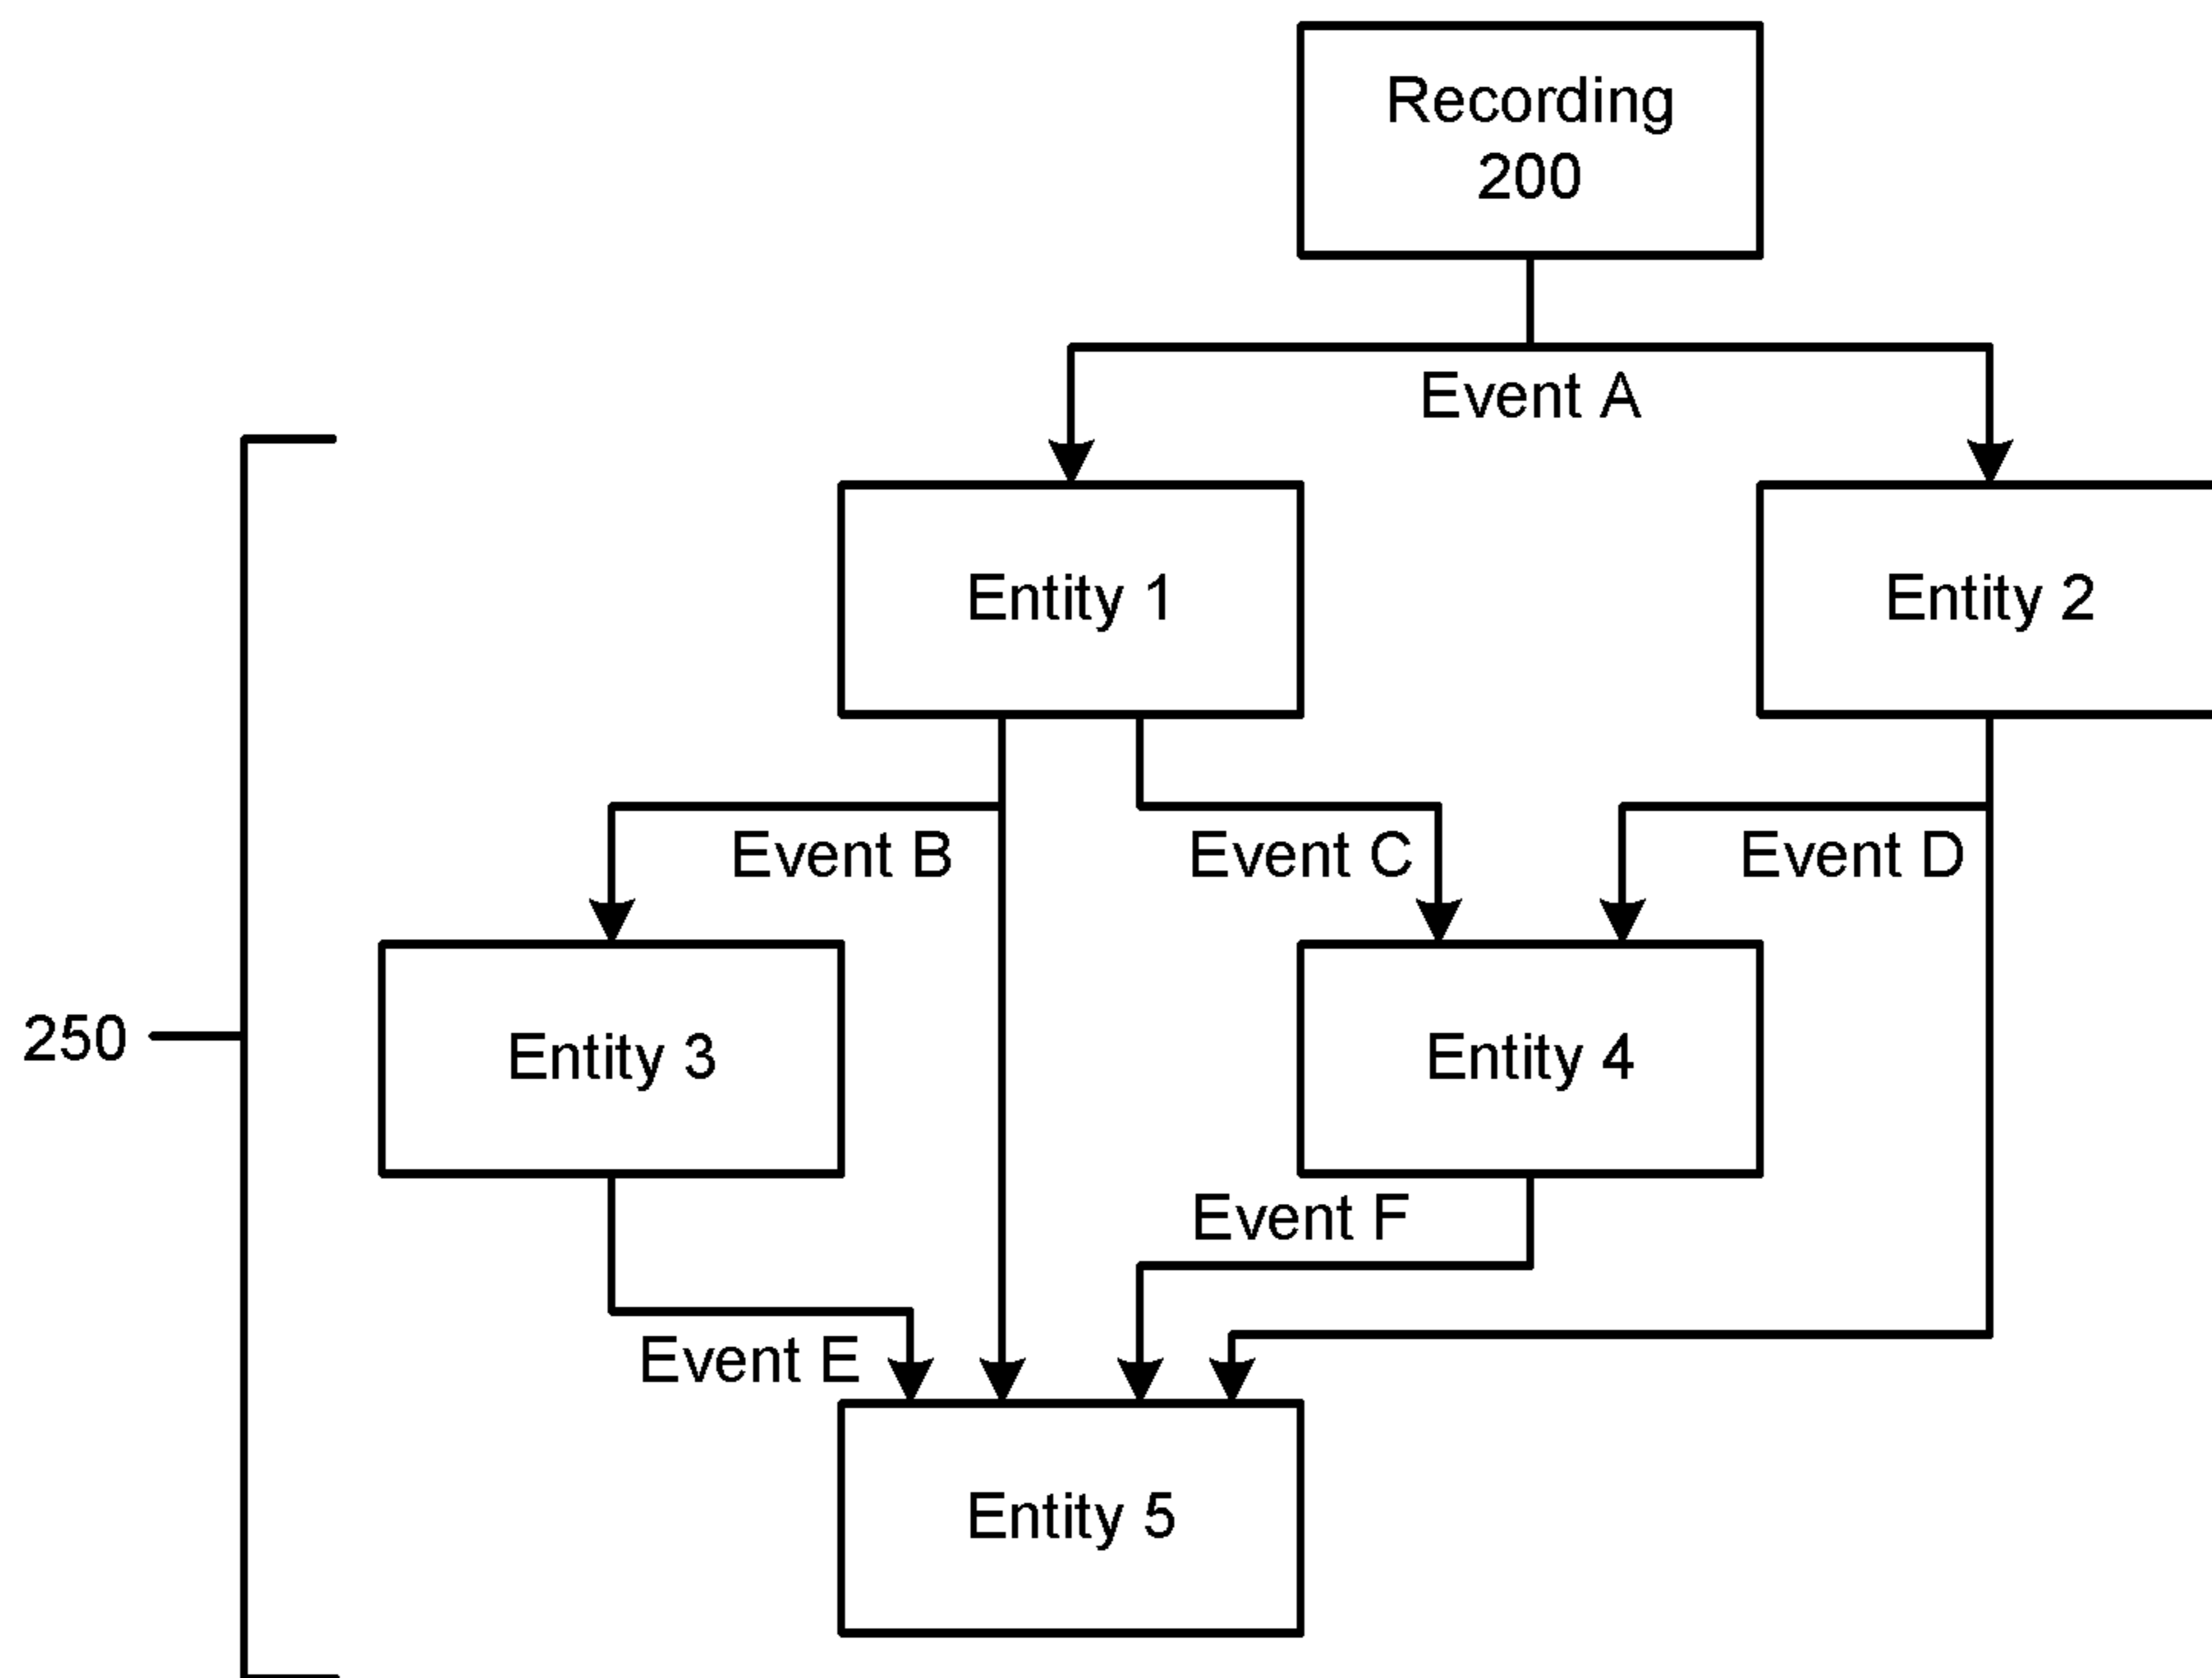 Recording
200
Event A
Entity 1
Entity 2
Event B
Event C
Event D
250
Entity 3
Entity 4
Event F
Event E
Entity 5